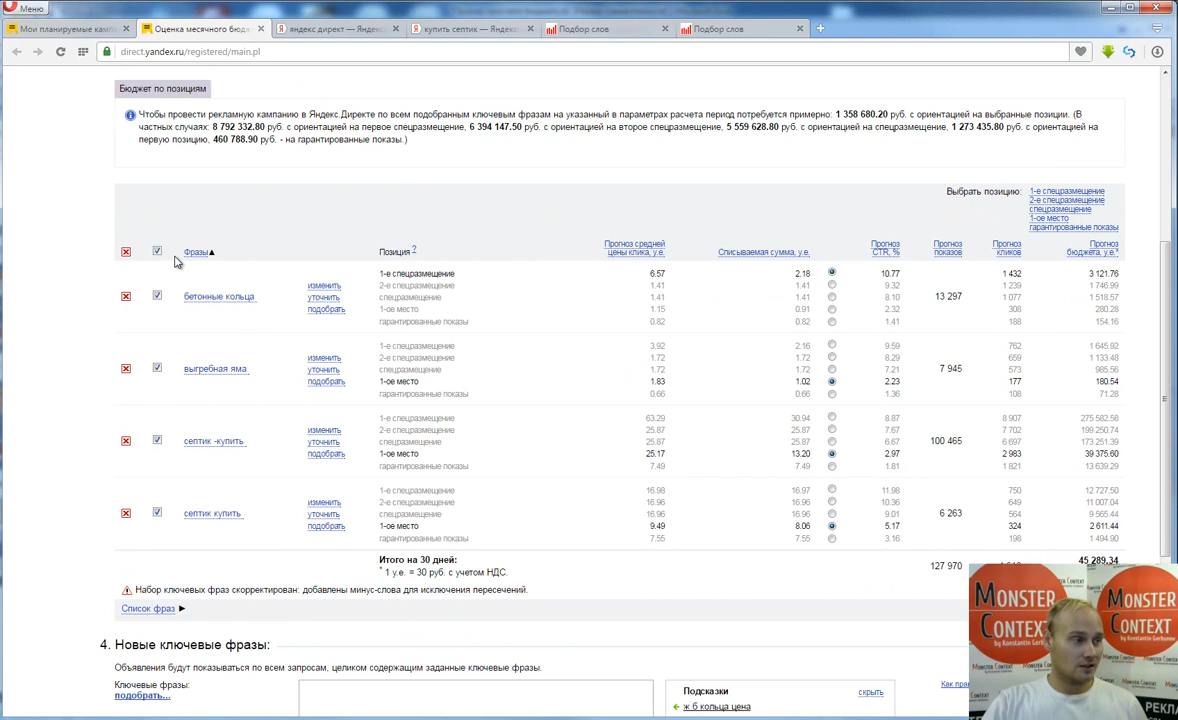 Меню
Мои планируемые камп
Оценка месячного бюдж
яндекс директ — Яндекс
купить септик — Яндекс
Подбор слов
Подбор слов
direct.yandex.ru/registered/main.pl
Бюджет по позициям
Чтобы провести рекламную кампанию в Яндекс.Директе по всем подобранным ключевым фразам на указанный в параметрах расчета период потребуется примерно: 1 358 680.20 руб. с ориентацией на выбранные позиции. (В
частных случаях: 8 792 332.80 руб. с ориентацией на первое спецразмещение, 6 394 147.50 руб. с ориентацией на второе спецразмещение, 5 559 628.80 руб. с ориентацией на спецразмещение, 1 273 435.80 руб. с ориентацией на
первую позицию, 460 788.90 руб. - на гарантированные показы.)
Выбрать позицию: 1-е спецразмещение
2-е спецразмещение
спецразмещение
1-ое место
гарантированные показы
Фразы▲ Позиция 2 Прогноз средней цены клика, у.е. Списываемая сумма, у.е. Прогноз CTR, % Прогноз показов Прогноз кликов Прогноз бюджета, у.е.*
1-е спецразмещение 6.57 2.18 10.77 1 432 3 121.76
изменить 2-е спецразмещение 1.41 1.41 9.32 1 239 1 746.99
бетонные кольца уточнить спецразмещение 1.41 1.41 8.10 13 297 1 077 1 518.57
подобрать 1-ое место 1.15 0.91 2.32 308 280.28
гарантированные показы 0.82 0.82 1.41 188 154.16
1-е спецразмещение 3.92 2.16 9.59 762 1 645.92
изменить 2-е спецразмещение 1.72 1.72 8.29 659 1 133.48
выгребная яма уточнить спецразмещение 1.72 1.72 7.21 7 945 573 985.56
подобрать 1-ое место 1.83 1.02 2.23 177 180.54
гарантированные показы 0.66 0.66 1.36 108 71.28
1-е спецразмещение 63.29 30.94 8.87 8 907 275 582.58
изменить 2-е спецразмещение 25.87 25.87 7.67 7 702 199 250.74
септик -купить уточнить спецразмещение 25.87 25.87 6.67 100 465 6 697 173 251.39
подобрать 1-ое место 25.17 13.20 2.97 2 983 39 375.60
гарантированные показы 7.49 7.49 1.81 1 821 13 639.29
1-е спецразмещение 16.98 16.97 11.98 750 12 727.50
изменить 2-е спецразмещение 16.96 16.96 10.36 649 11 007.04
септик купить уточнить спецразмещение 16.96 16.96 9.01 6 263 564 9 565.44
подобрать 1-ое место 9.49 8.06 5.17 324 2 611.44
гарантированные показы 7.55 7.55 3.16 198 1 494.90
Итого на 30 дней: 127 970 45 289.34
* 1 у.е. = 30 руб. с учетом НДС.
Набор ключевых фраз скорректирован: добавлены минус-слова для исключения пересечений.
Список фраз ►
4. Новые ключевые фразы:
Объявления будут показываться по всем запросам, целиком содержащим заданные ключевые фразы.
Ключевые фразы:
подобрать...
Подсказки скрыть
ж б кольца цена
Как пра
MONSTER
CONTEXT
by Konstantin Gorbunov
MONSTER
CONTEXT
by Konstantin Gorbunov